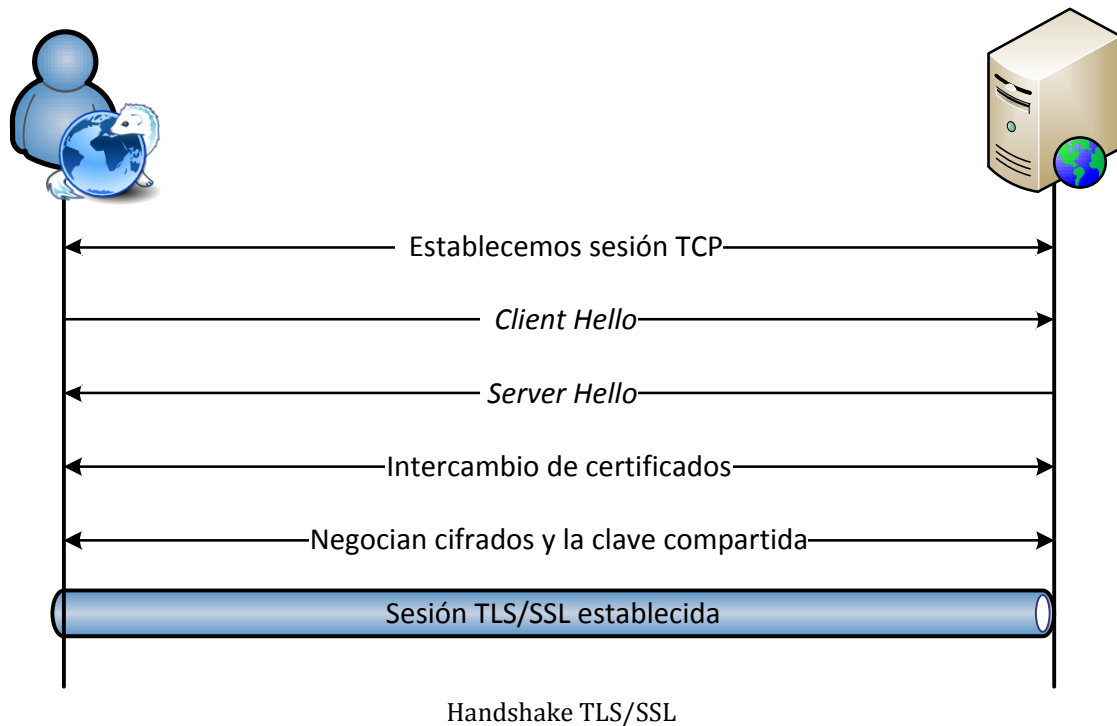 Establecemos sesión TCP
Client Hello
Server Hello
Intercambio de certificados
Negocian cifrados y la clave compartida
Sesión TLS/SSL establecida
Handshake TLS/SSL